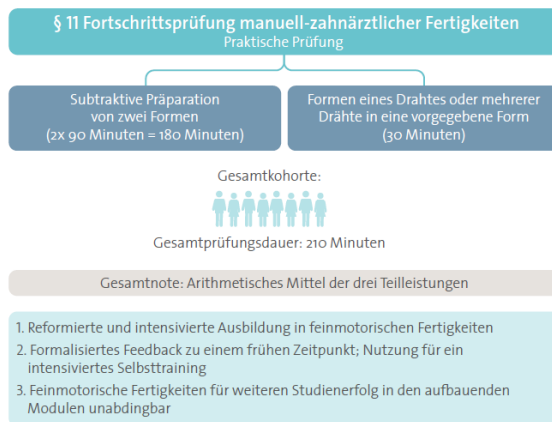 § 11 Fortschrittsprüfung manuell-zahnärztlicher Fertigkeiten
Praktische Prüfung
Subtraktive Präparation
von zwei Formen
(2x 90 Minuten = 180 Minuten)
Formen eines Drahtes oder mehrerer
Drähte in eine vorgegebene Form
(30 Minuten)
Gesamtkohorte:
Gesamtprüfungsdauer: 210 Minuten
Gesamtnote: Arithmetisches Mittel der drei Teilleistungen
1. Reformierte und intensivierte Ausbildung in feinmotorischen Fertigkeiten
2. Formalisiertes Feedback zu einem frühen Zeitpunkt; Nutzung für ein
intensiviertes Selbsttraining
3. Feinmotorische Fertigkeiten für weiteren Studienerfolg in den aufbauenden
Modulen unabdingbar